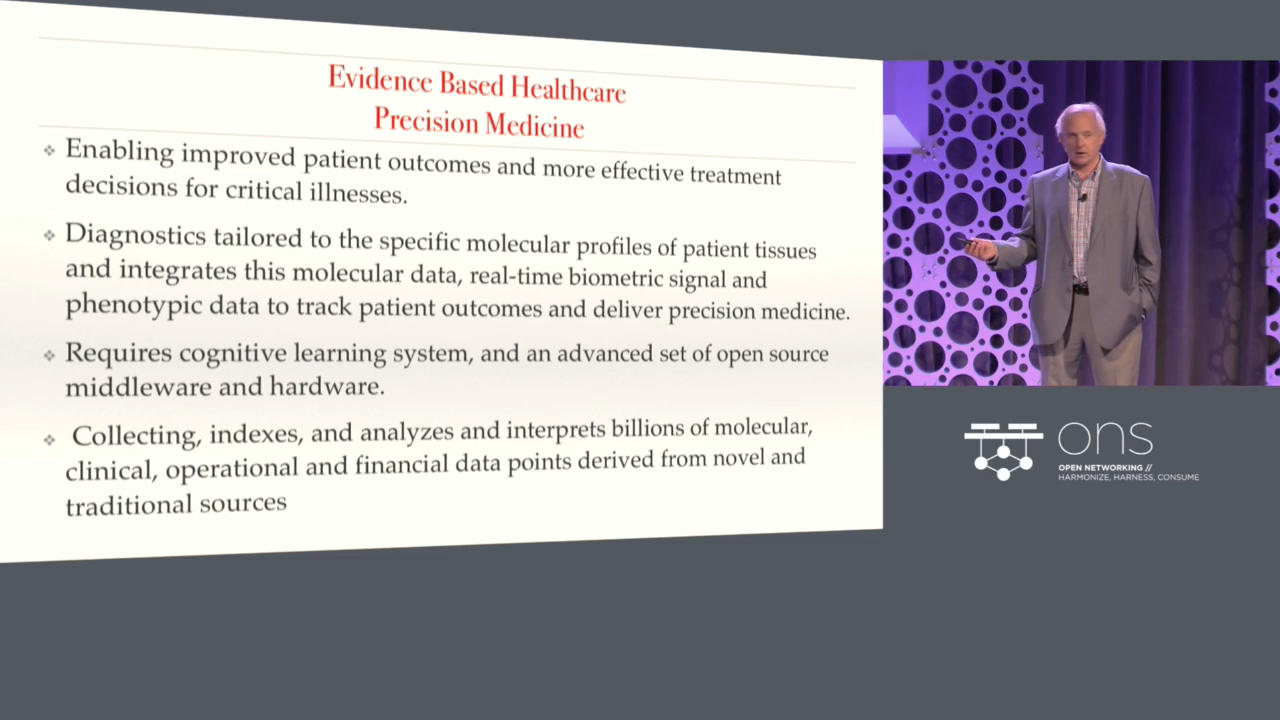 Evidence Based Healthcare
Precision Medicine
❖ Enabling improved patient outcomes and more effective treatment
decisions for critical illnesses.
❖ Diagnostics tailored to the specific molecular profiles of patient tissues
and integrates this molecular data, real-time biometric signal and
phenotypic data to track patient outcomes and deliver precision medicine.
❖ Requires cognitive learning system, and an advanced set of open source
middleware and hardware.
❖ Collecting, indexes, and analyzes and interprets billions of molecular,
clinical, operational and financial data points derived from novel and
traditional sources
ons
OPEN NETWORKING //
HARMONIZE, HARNESS, CONSUME